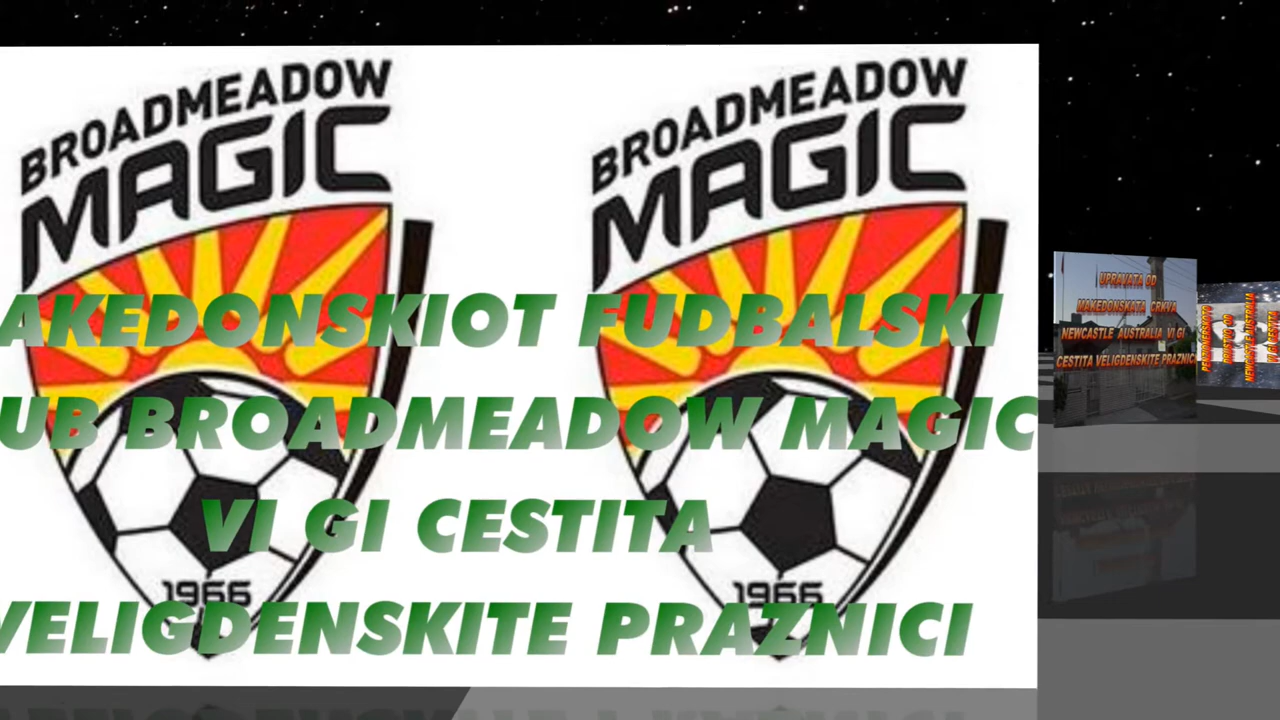 BROADMEADOW
MAGIC
BROADMEADOW
MAGIC
AKEDONSKIOT FUDBALSKI
UB BROADMEADOW MAGIC
VI GI CESTITA
VELIGDENSKITE PRAZNICI
1966
1966
UPRAVATA OD
MAKEDONSKATA CRKVA
NEWCASTLE AUSTRALIA VI GI
CESTITA VELIGDENSKITE PRAZNICI